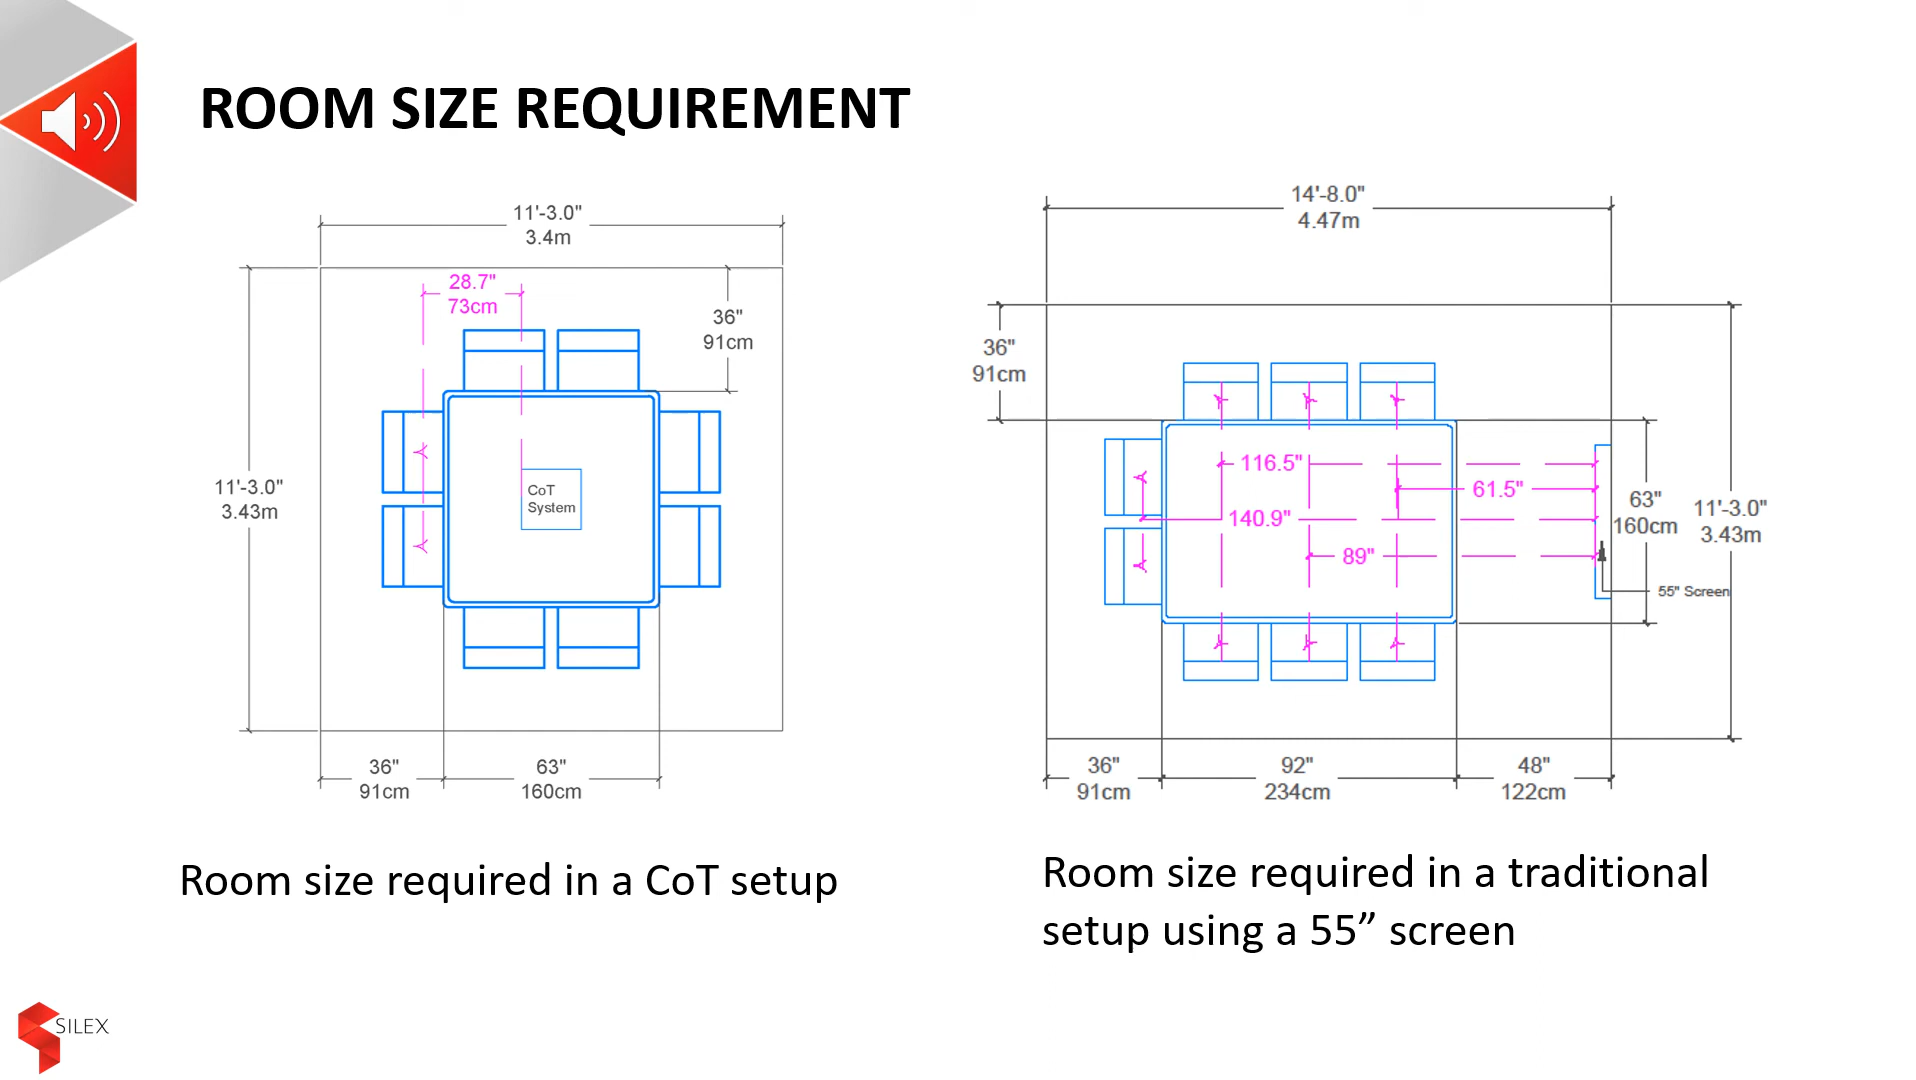 ROOM SIZE REQUIREMENT
11'-3.0"
3.4m
28.7"
73cm
36"
91cm
11'-3.0"
3.43m
CoT
System
36"
91cm
63"
160cm
Room size required in a CoT setup
14'-8.0"
4.47m
36"
91cm
116.5"
61.5"
140.9"
89"
63"
160cm
11'-3.0"
3.43m
55" Screen
36"
91cm
92"
234cm
48"
122cm
Room size required in a traditional
setup using a 55” screen
SILEX